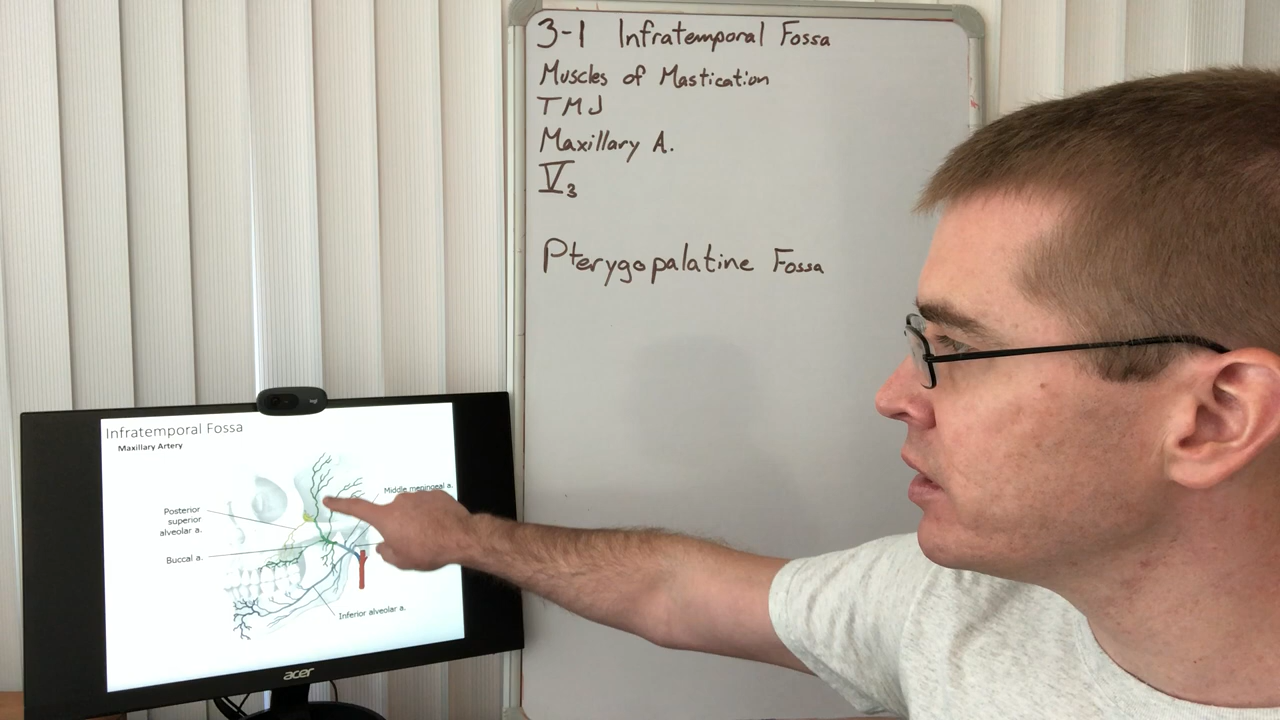 3-1 Infratemporal Fossa
Muscles of Mastication
TMJ
Maxillary A.
V3
Pterygopalatine Fossa
Infratemporal Fossa
Maxillary Artery
Middle meningeal a.
Posterior
superior
alveolar a.
Buccal a.
Inferior alveolar a.
acer
logi